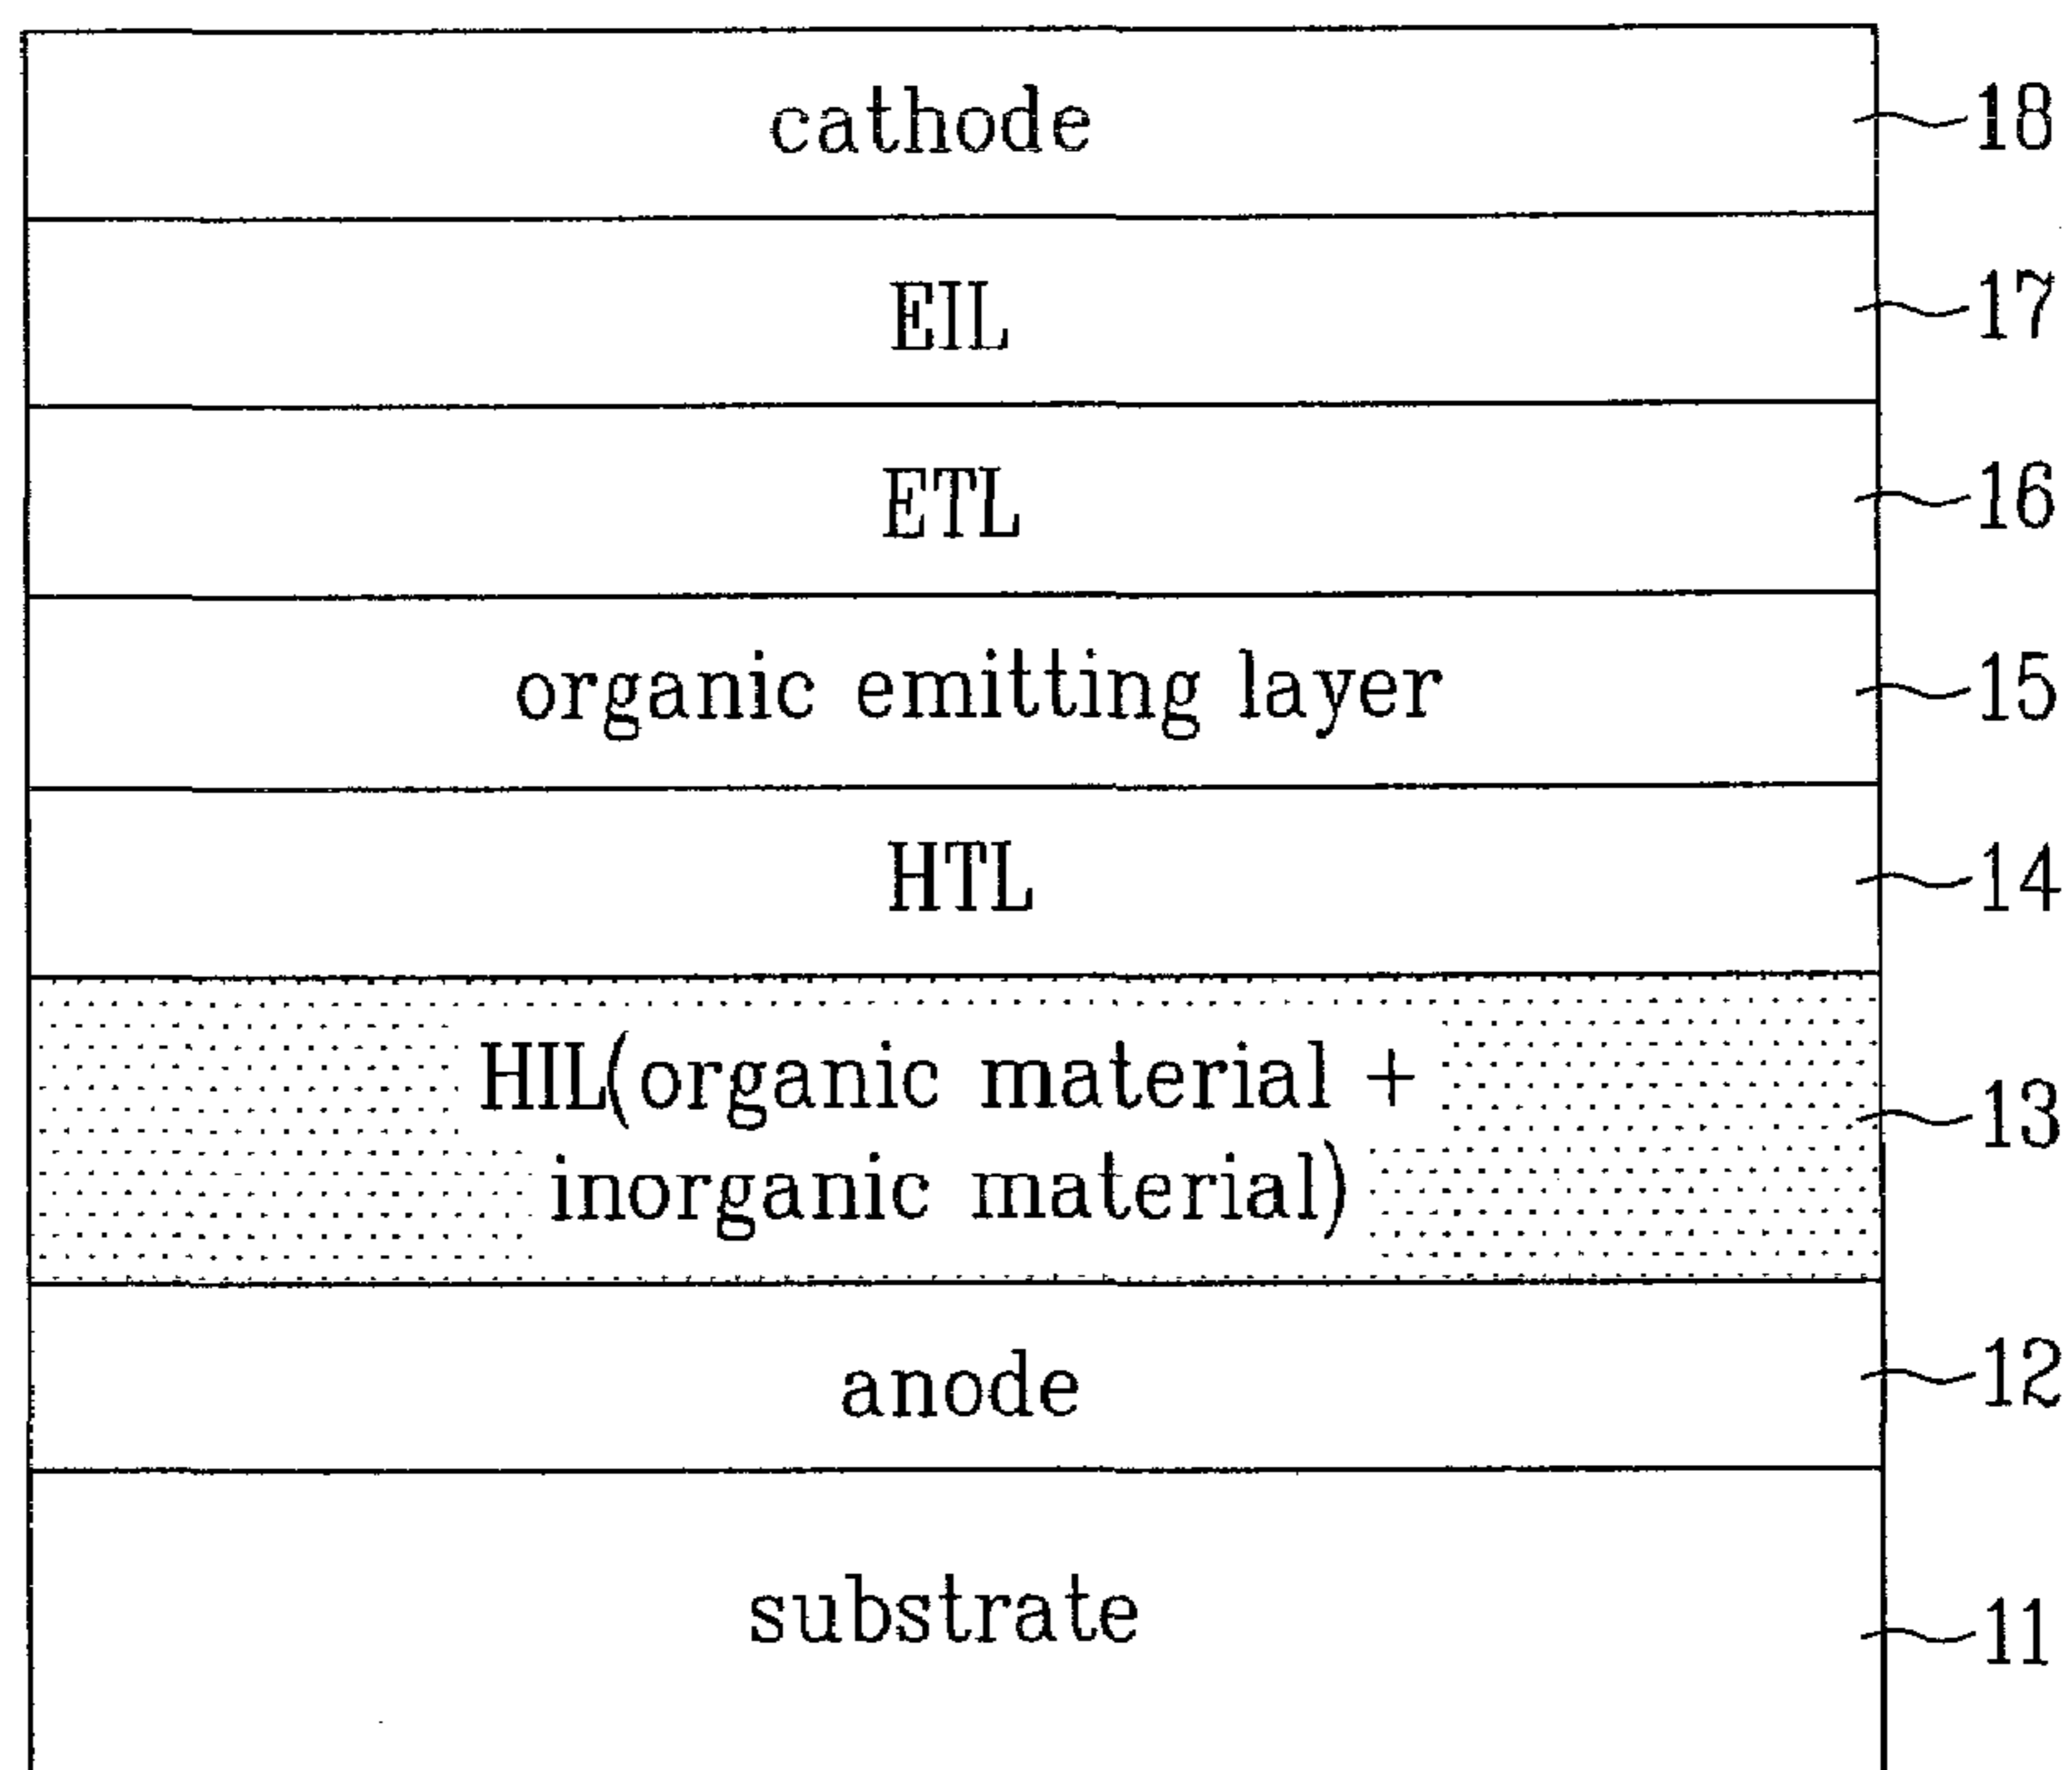 cathode 18
EIL 17
ETL 16
organic emitting layer 15
HTL 14
HIL(organic material +
inorganic material) 13
anode 12
substrate 11